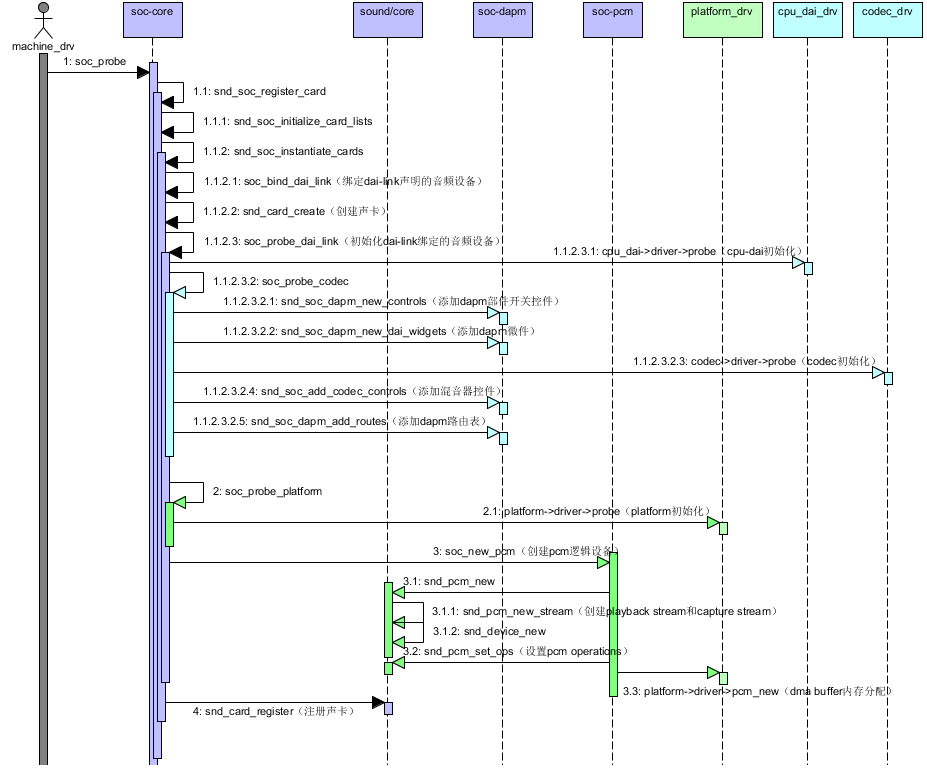 soc-core
sound/core
soc-dapm
soc-pcm
platform_drv
cpu_dai_drv
codec_drv
machine_drv
1: soc_probe
1.1: snd_soc_register_card
1.1.1: snd_soc_initialize_card_lists
1.1.2: snd_soc_instantiate_cards
1.1.2.1: soc_bind_dai_link（绑定dai-link声明的音频设备）
1.1.2.2: snd_card_create（创建声卡）
1.1.2.3: soc_probe_dai_link（初始化dai-link绑定的音频设备）
1.1.2.3.1: cpu_dai->driver->probe（cpu-dai初始化）
1.1.2.3.2: soc_probe_codec
1.1.2.3.2.1: snd_soc_dapm_new_controls（添加dapm部件开关控件）
1.1.2.3.2.2: snd_soc_dapm_new_dai_widgets（添加dapm微件）
1.1.2.3.2.3: codec->driver->probe（codec初始化）
1.1.2.3.2.4: snd_soc_add_codec_controls（添加混音器控件）
1.1.2.3.2.5: snd_soc_dapm_add_routes（添加dapm路由表）
2: soc_probe_platform
2.1: platform->driver->probe（platform初始化）
3: soc_new_pcm（创建pcm逻辑设备）
3.1: snd_pcm_new
3.1.1: snd_pcm_new_stream（创建playback stream和capture stream）
3.1.2: snd_device_new
3.2: snd_pcm_set_ops（设置pcm operations）
3.3: platform->driver->pcm_new（dma buffer内存分配）
4: snd_card_register（注册声卡）